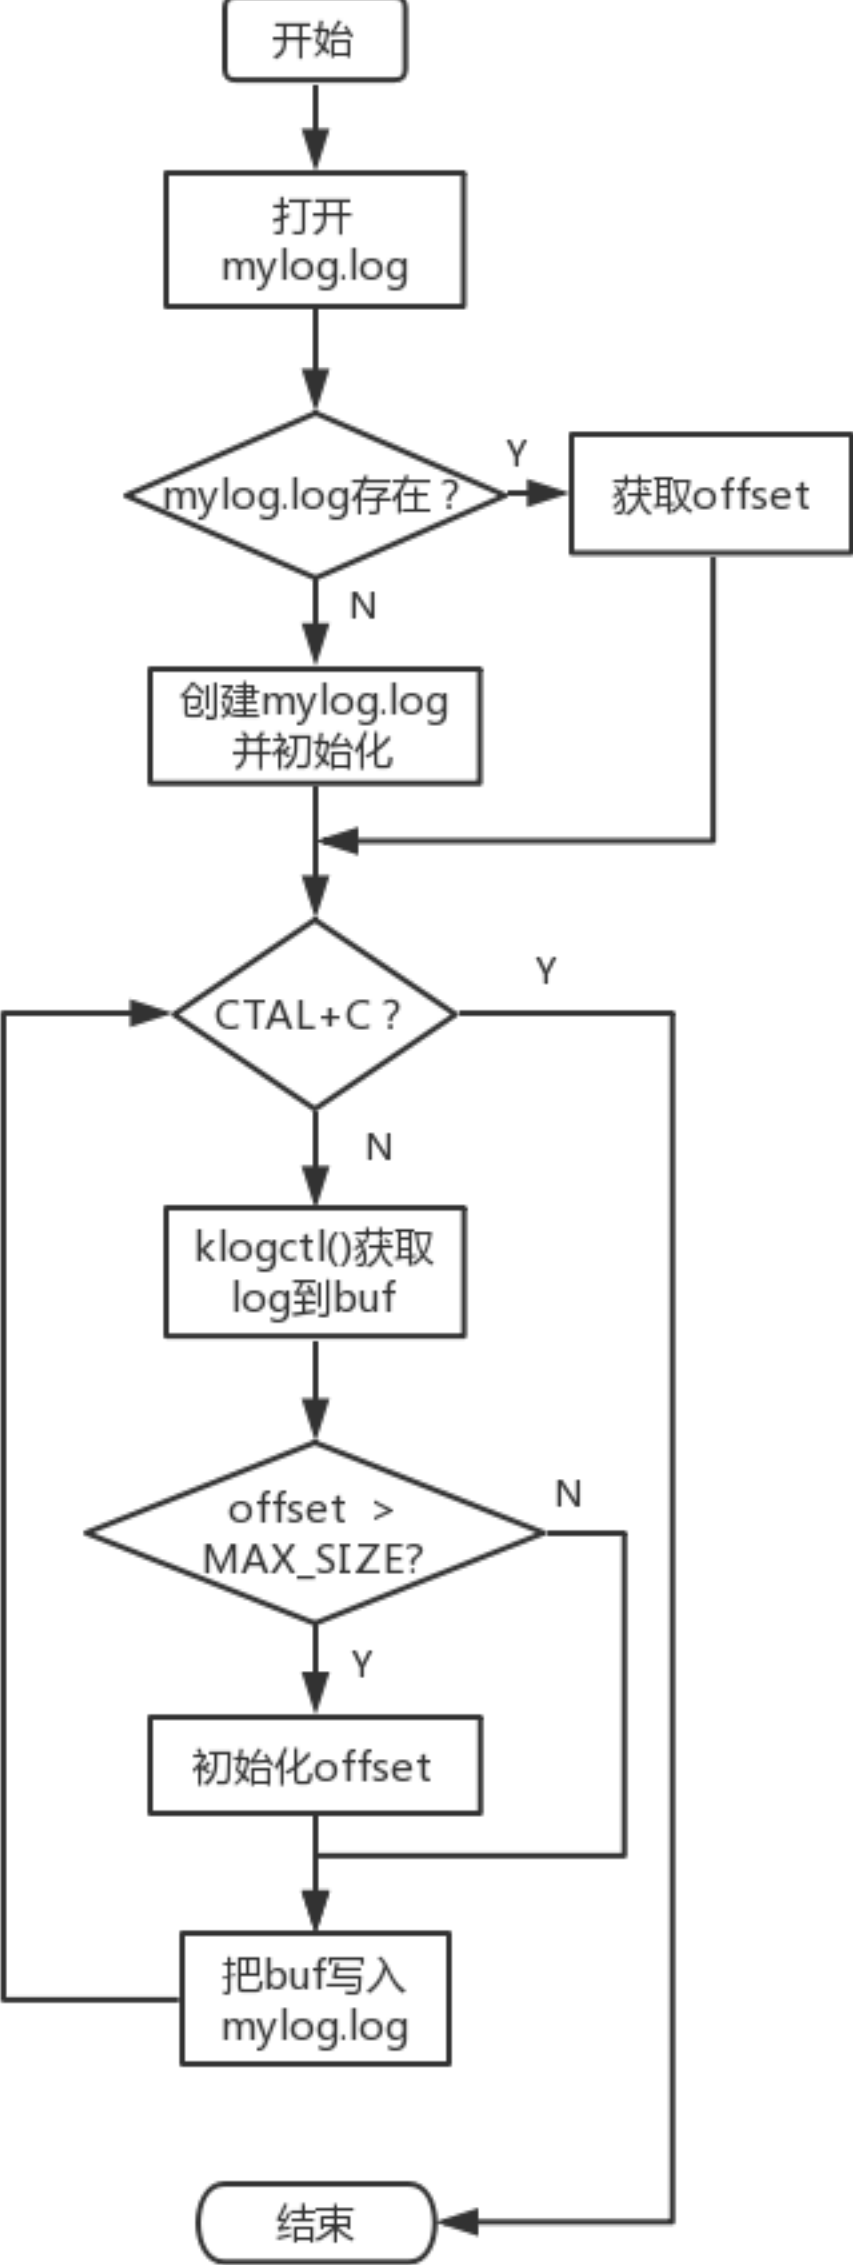 开始
打开
mylog.log
mylog.log存在？
Y
获取offset
N
创建mylog.log
并初始化
CTAL+C？
Y
N
klogctl()获取
log到buf
offset >
MAX_SIZE?
N
Y
初始化offset
把buf写入
mylog.log
结束